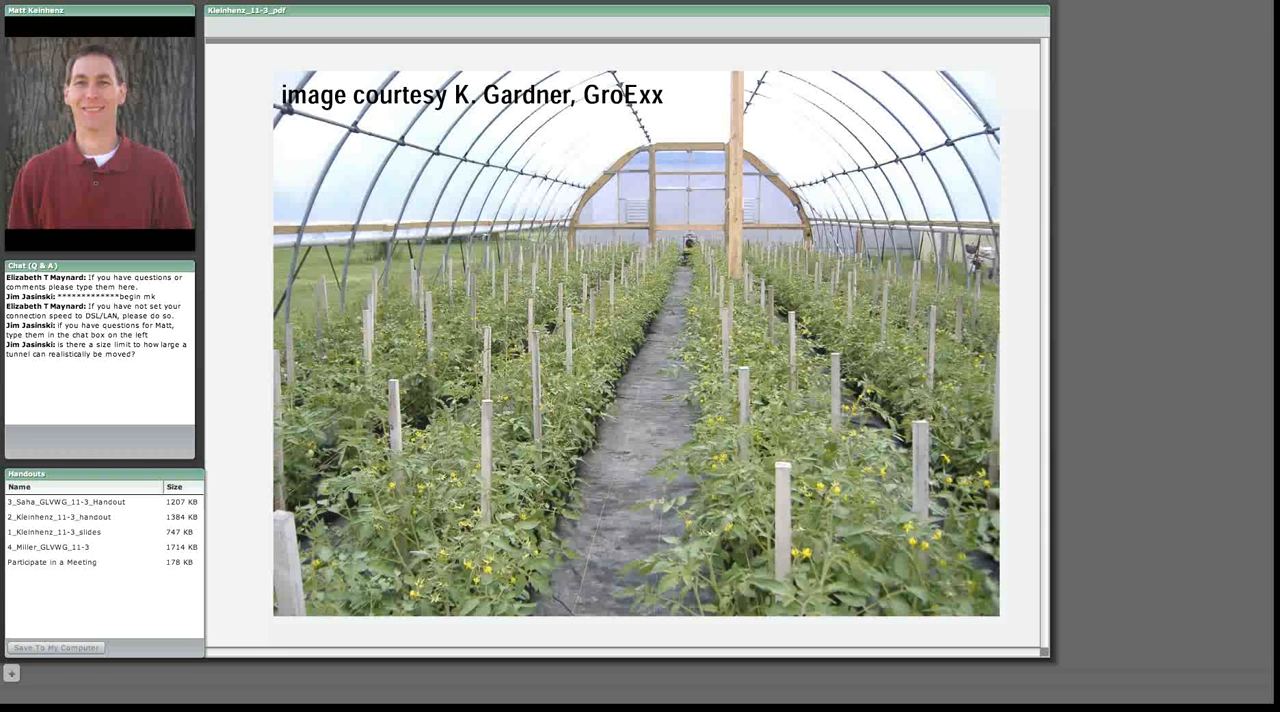 Matt Keinhenz
Kleinhenz_11-3_pdf
image courtesy K. Gardner, GroExx
Chat (Q & A)
Elizabeth T Maynard: If you have questions or
comments please type them here.
Jim Jasinski: *************begin mk
Elizabeth T Maynard: If you have not set your
connection speed to DSL/LAN, please do so.
Jim Jasinski: if you have questions for Matt,
type them in the chat box on the left
Jim Jasinski: is there a size limit to how large a
tunnel can realistically be moved?
Handouts
Name Size
3_Saha_GLVWG_11-3_Handout 1207 KB
2_Kleinhenz_11-3_handout 1384 KB
1_Kleinhenz_11-3_slides 747 KB
4_Miller_GLVWG_11-3 1714 KB
Participate in a Meeting 178 KB
Save To My Computer